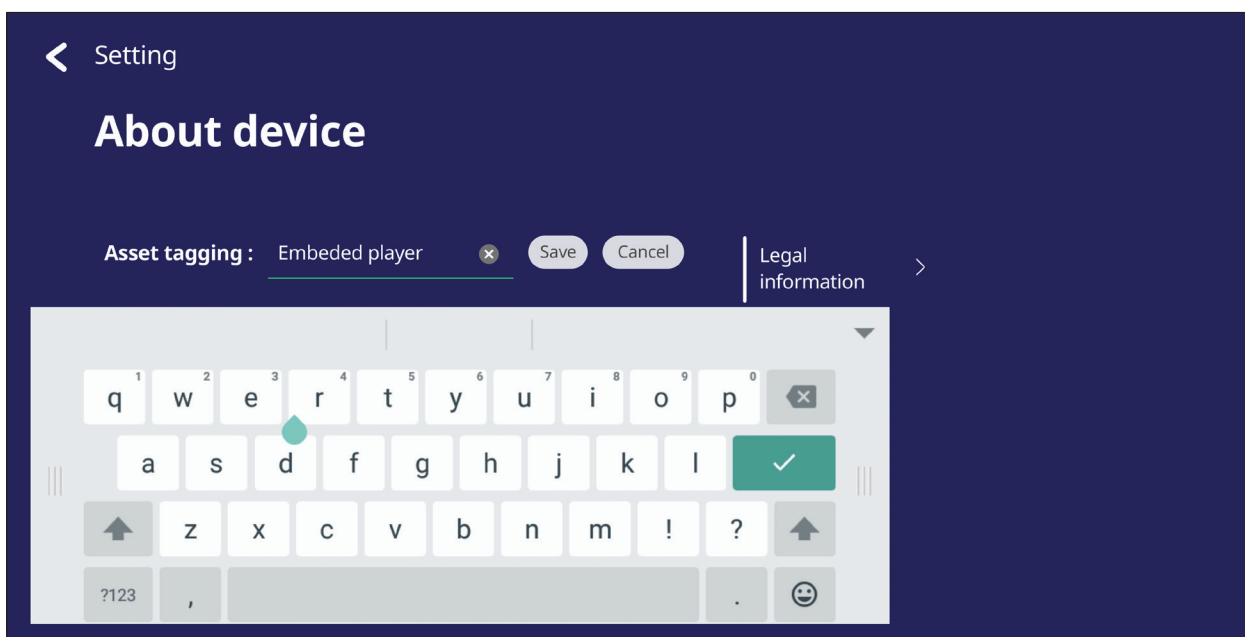 Setting
About device
Asset tagging : Embeded player Save Cancel
Legal
information
1 2 3 4 5 6 7 8 9 0
q w e r t y u i o p
a s d f g h j k l
z x c v b n m ! ?
?123 , .